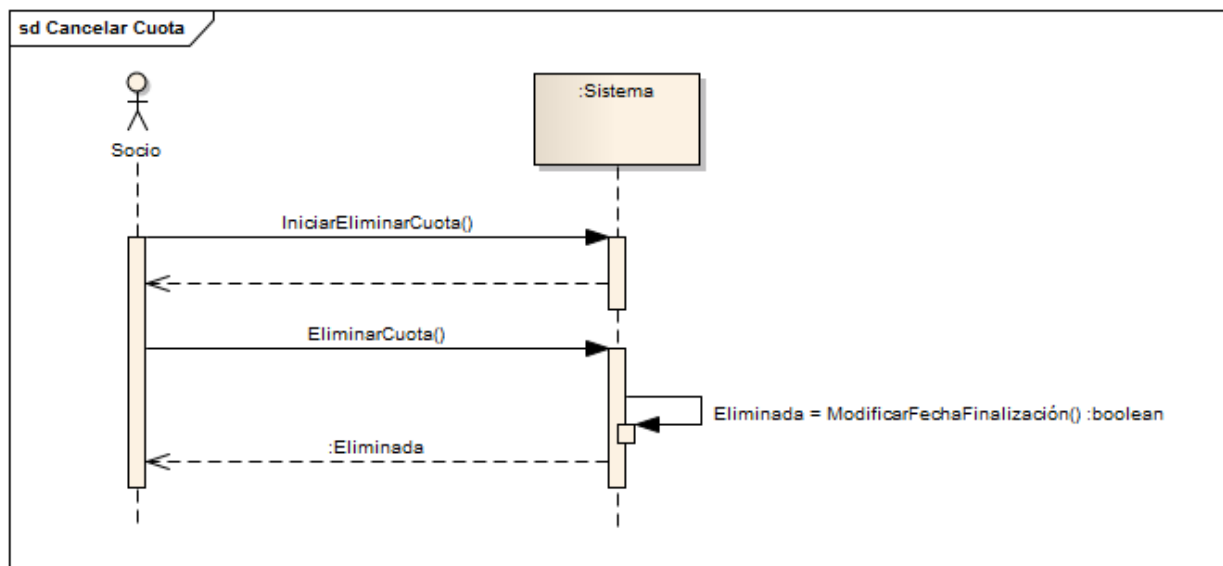 sd Cancelar Cuota
:Sistema
Socio
IniciarEliminarCuota()
EliminarCuota()
Eliminada = ModificarFechaFinalización() :boolean
:Eliminada